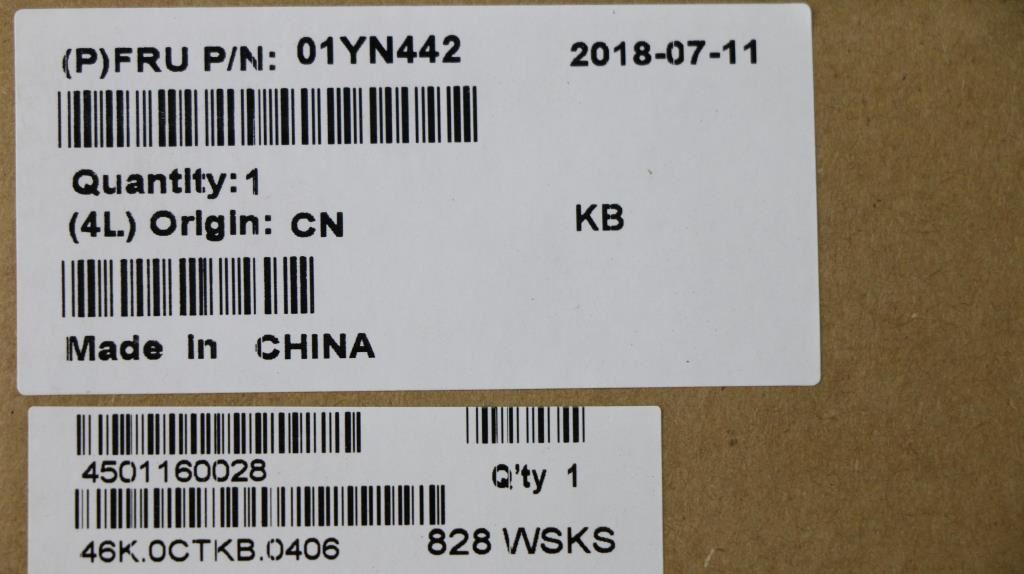 (P)FRU P/N: 01YN442 2018-07-11
Quantity: 1
(4L) Origin: CN KB
Made in CHINA
4501160028
Q'ty 1
46K.0CTKB.0406 828 WSKS